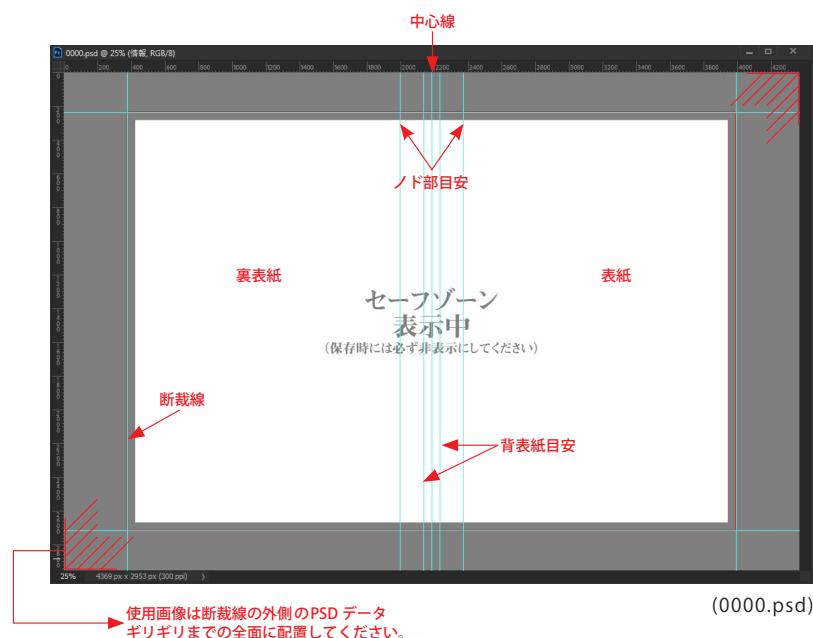 中心線
0000.psd @ 25% (情報, RGB/8)
0 200 400 600 800 1000 1200 3400 1600 1800 2000 2200 2400 2600 2800 3000 3200 3400 3600 3800 4000 4200
ノド部目安
裏表紙
表紙
セーフゾーン
表示中
(保存時には必ず非表示にしてください)
断裁線
背表紙目安
25% 4369 px x 2953 px (300 ppi)
(0000.psd)
使用画像は断裁線の外側のPSD データ
ギリギリまでの全面に配置してください。